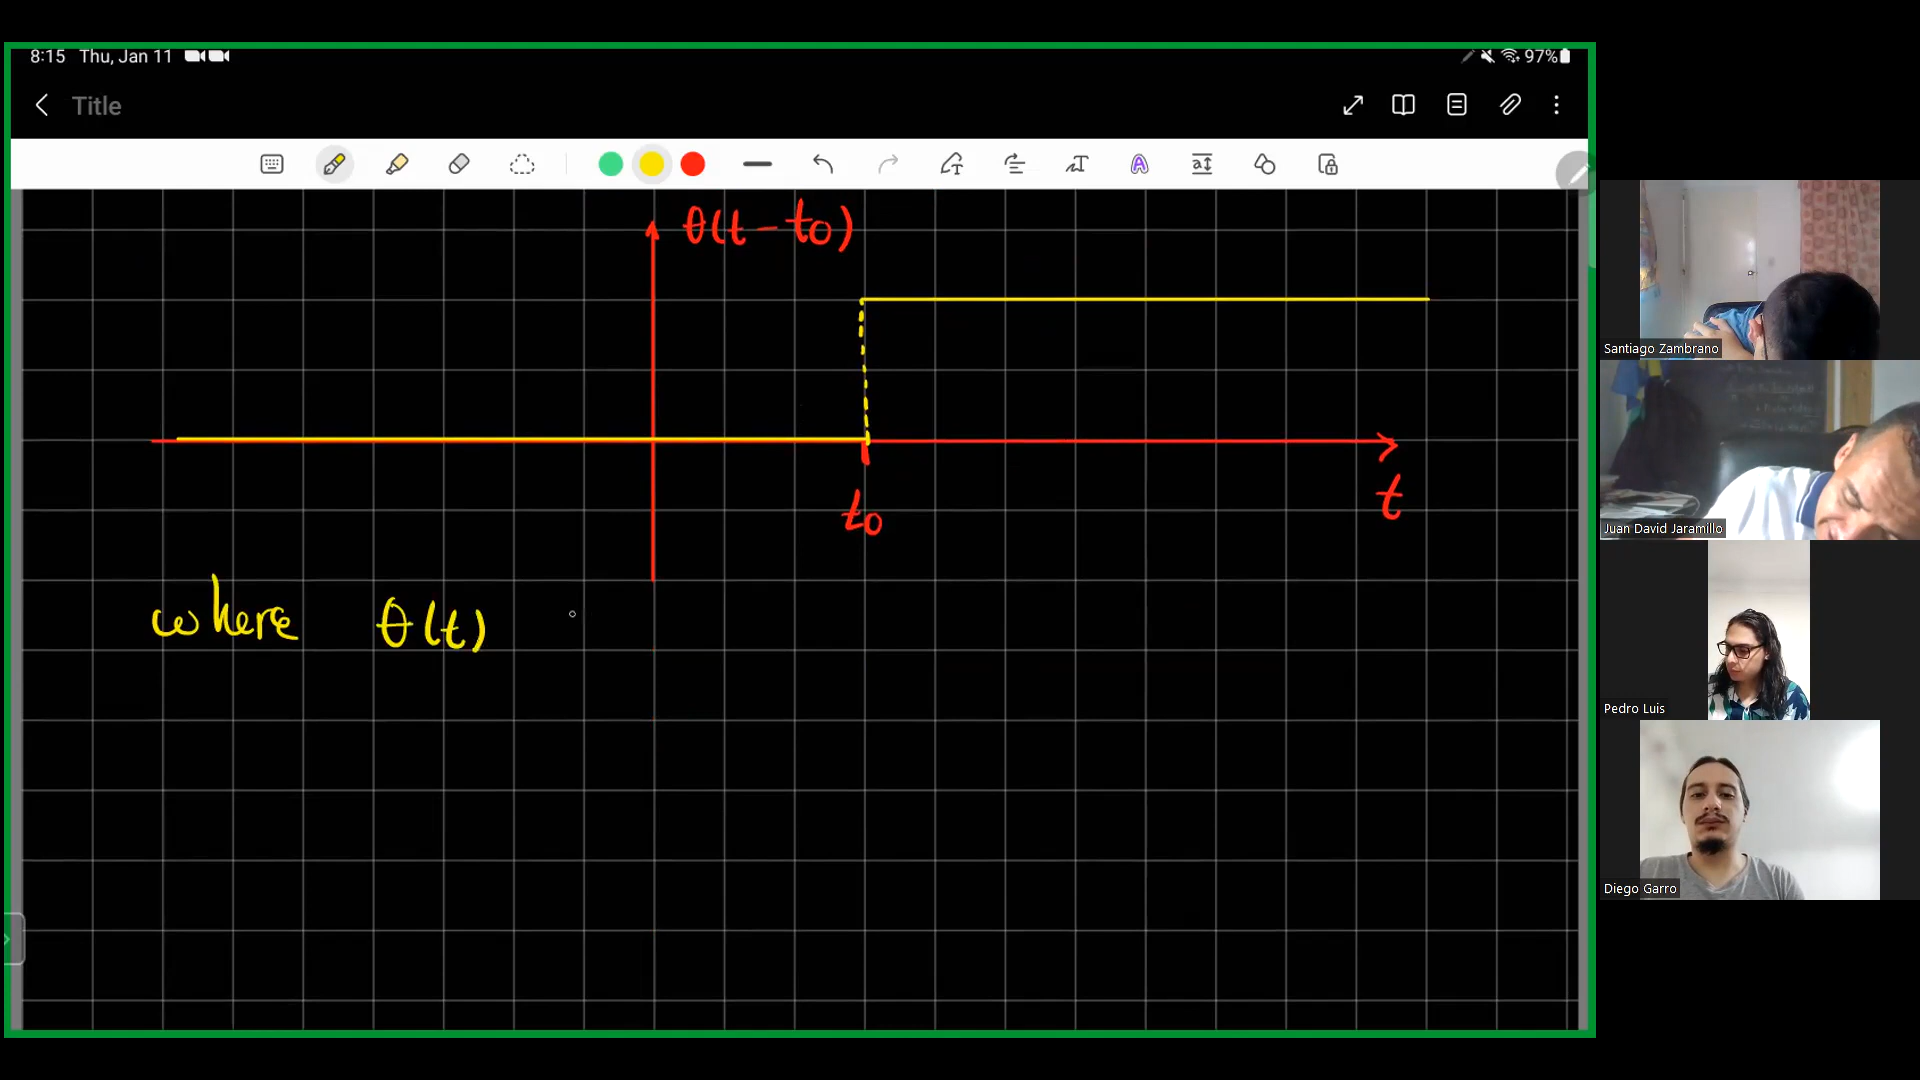 8:15 Thu, Jan 11 97%
Title
θ(t-t₀)
t₀
t
where θ(t)
Santiago Zambrano
Juan David Jaramillo
Pedro Luis
Diego Garro